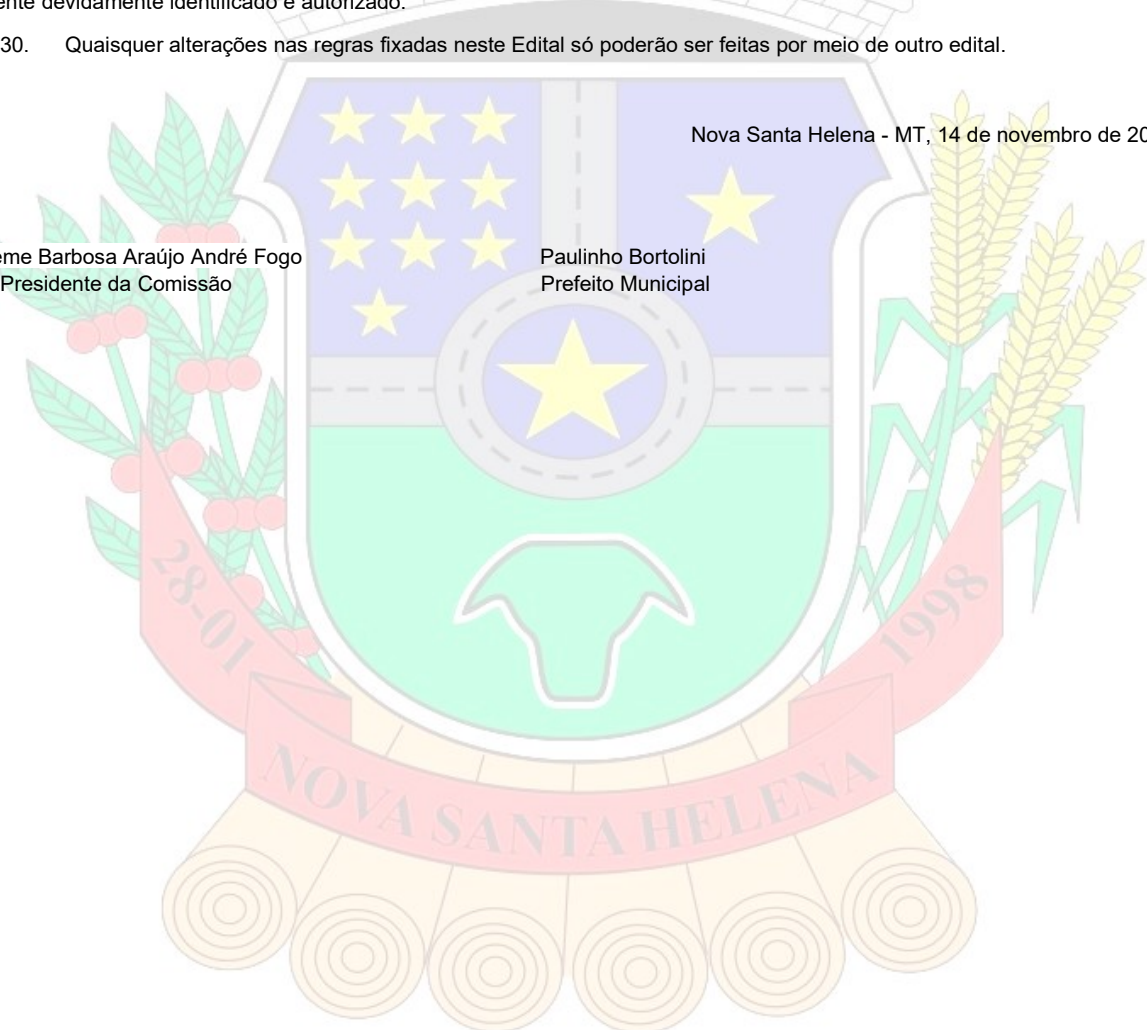 ente devidamente identificado e autorizado.
30. Quaisquer alterações nas regras fixadas neste Edital só poderão ser feitas por meio de outro edital.
Nova Santa Helena - MT, 14 de novembro de 20
eme Barbosa Araújo André Fogo
Paulinho Bortolini
Presidente da Comissão
Prefeito Municipal
28-01
1998
NOVA SANTA HELENA